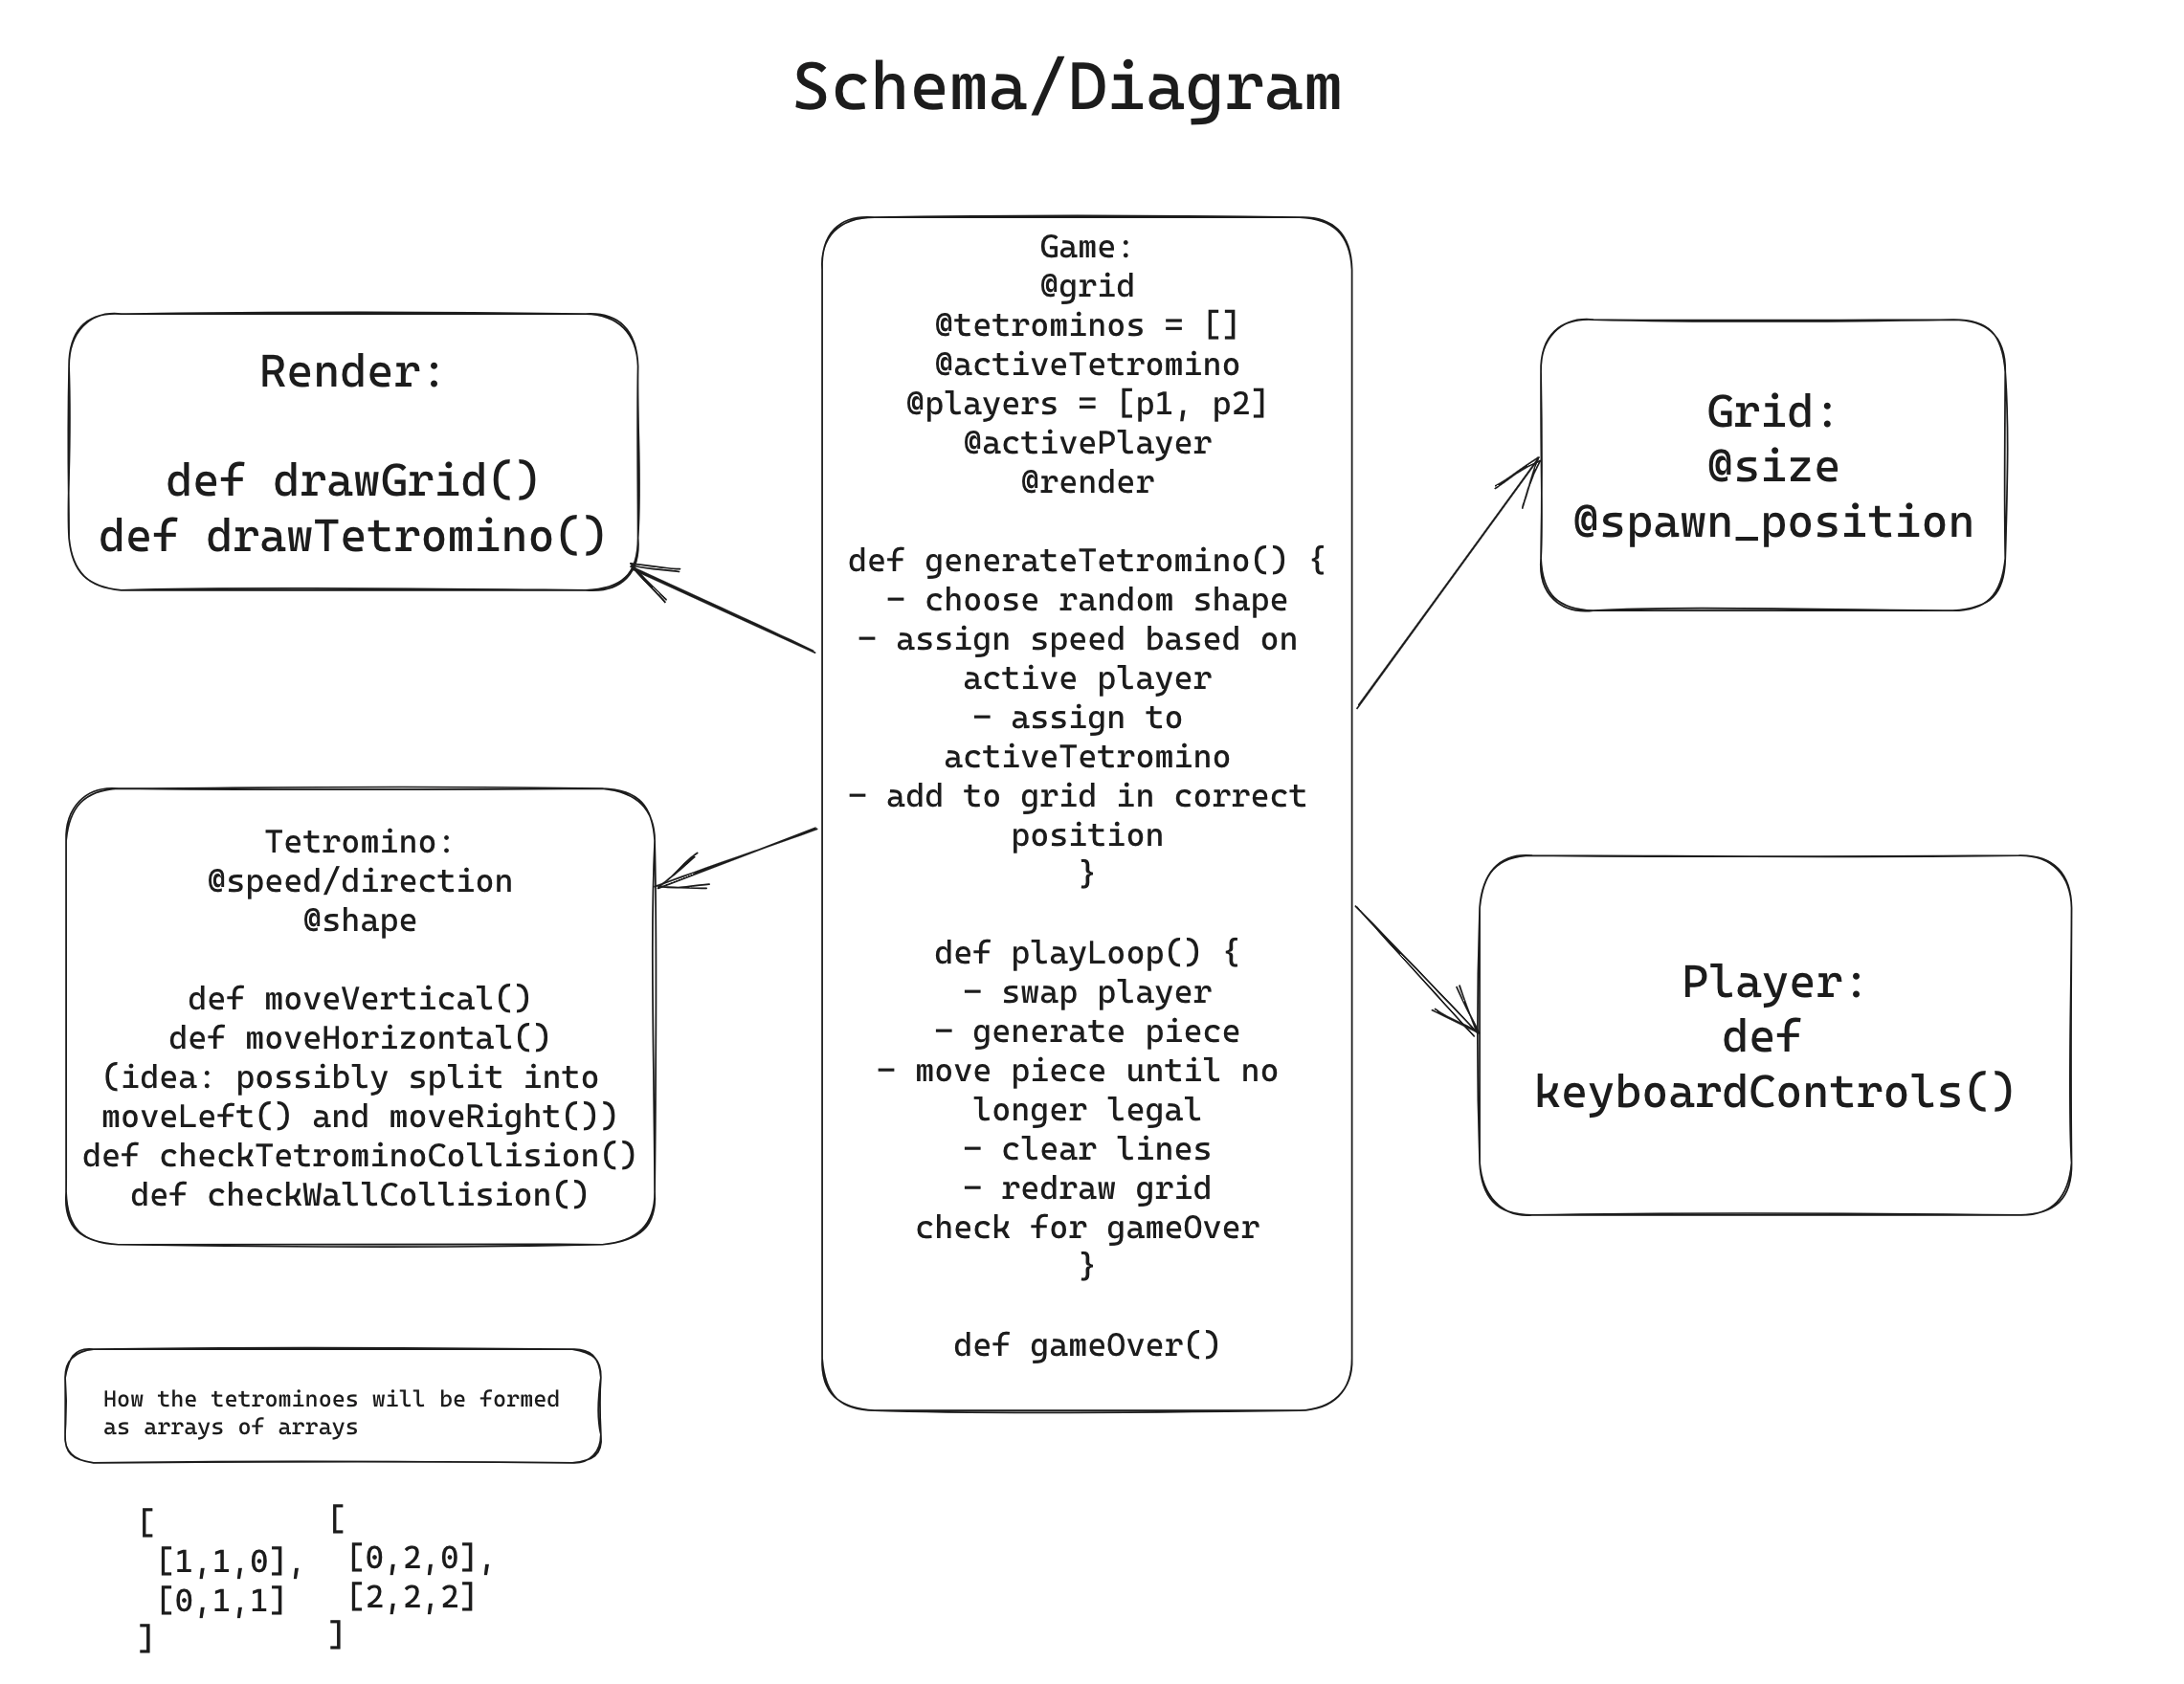 Schema/Diagram
Render:
def drawGrid()
def drawTetromino()
Tetromino:
@speed/direction
@shape
def moveVertical()
def moveHorizontal()
(idea: possibly split into
moveLeft() and moveRight())
def checkTetrominoCollision()
def checkWallCollision()
How the tetrominoes will be formed
as arrays of arrays
[
[1,1,0],
[0,1,1]
]
[
[0,2,0],
[2,2,2]
]
Game:
@grid
@tetrominos = []
@activeTetromino
@players = [p1, p2]
@activePlayer
@render
def generateTetromino() {
- choose random shape
- assign speed based on
active player
- assign to
activeTetromino
- add to grid in correct
position
}
def playLoop() {
- swap player
- generate piece
- move piece until no
longer legal
- clear lines
- redraw grid
check for gameOver
}
def gameOver()
Grid:
@size
@spawn_position
Player:
def
keyboardControls()